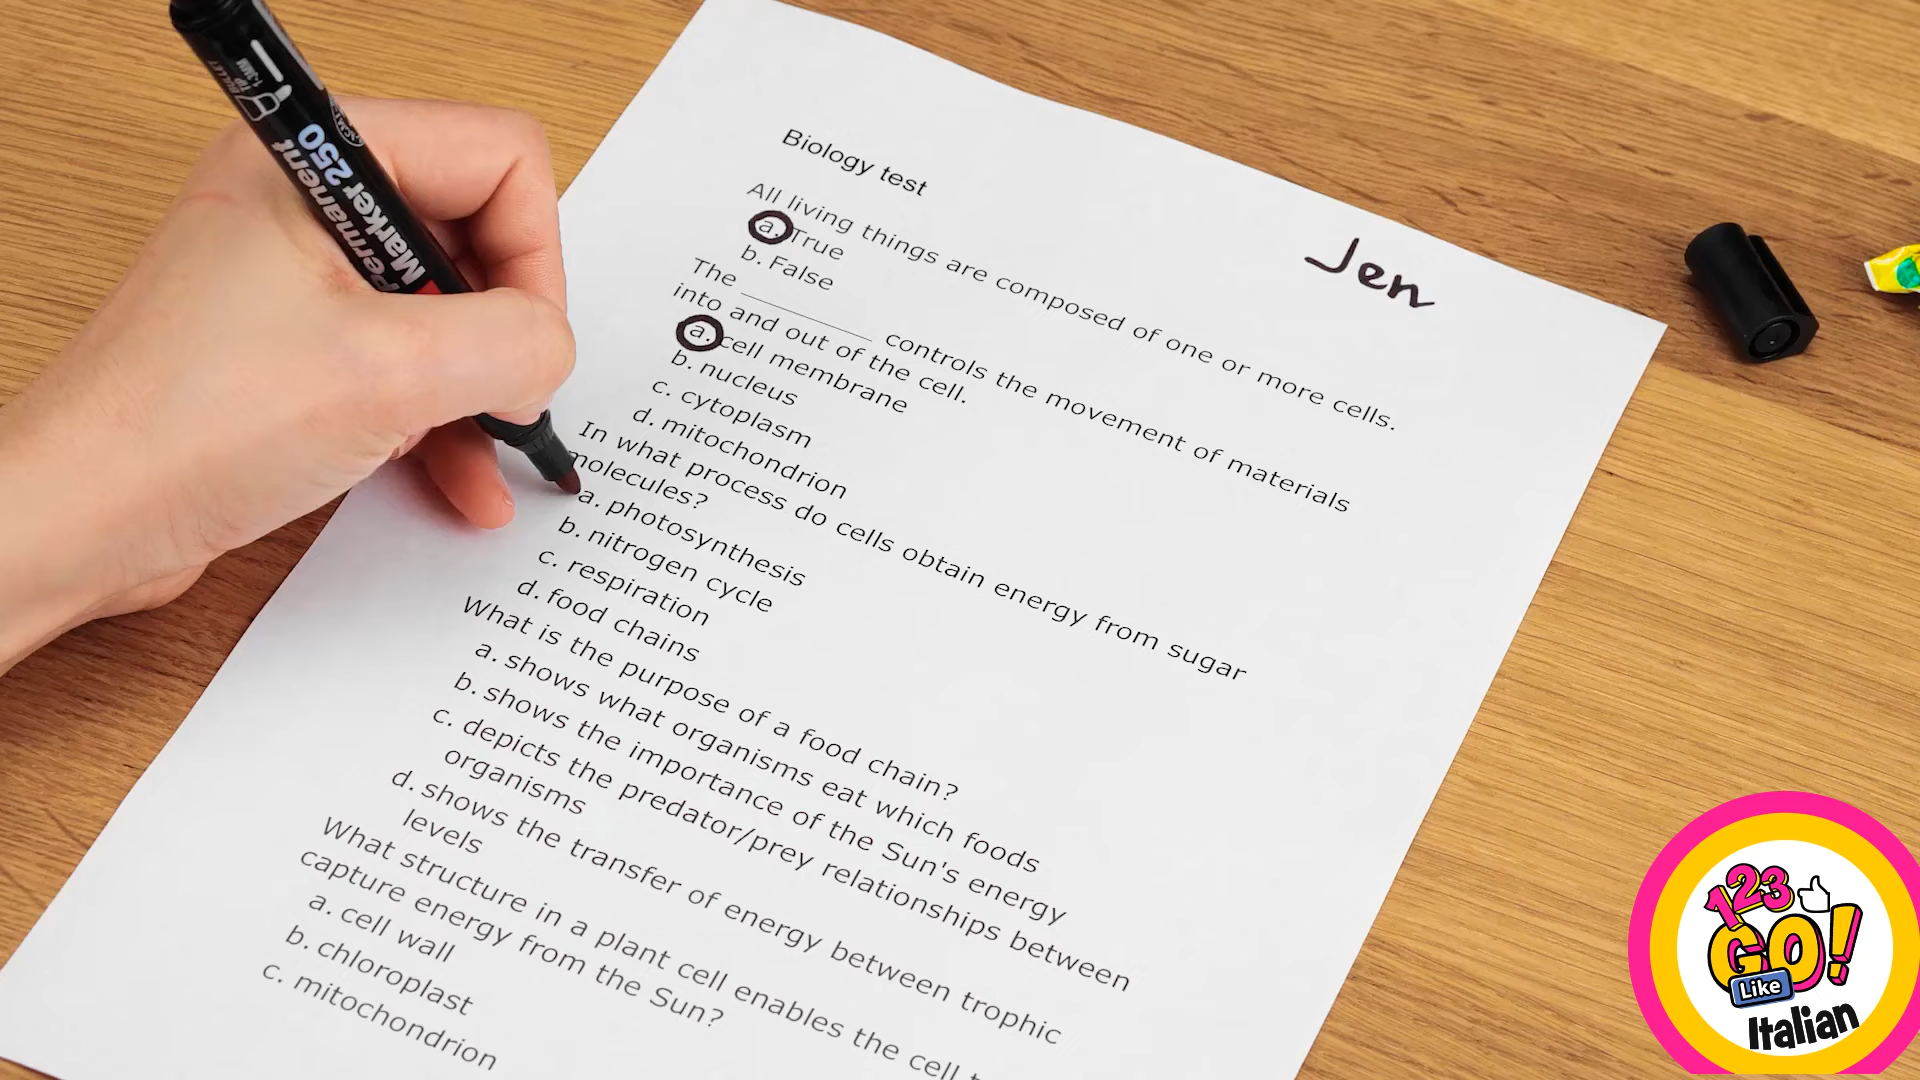 Biology test
Jen
All living things are composed of one or more cells.
a. True
b. False
The __________ controls the movement of materials
into and out of the cell.
a. cell membrane
b. nucleus
c. cytoplasm
d. mitochondrion
In what process do cells obtain energy from sugar
molecules?
a. photosynthesis
b. nitrogen cycle
c. respiration
d. food chains
What is the purpose of a food chain?
a. shows what organisms eat which foods
b. shows the importance of the Sun's energy
c. depicts the predator/prey relationships between
organisms
d. shows the transfer of energy between trophic
levels
What structure in a plant cell enables the cell
capture energy from the Sun?
a. cell wall
b. chloroplast
c. mitochondrion
Permanent
Marker 250
BULLET
TIP
1-3MM
123
GO!
Like
Italian